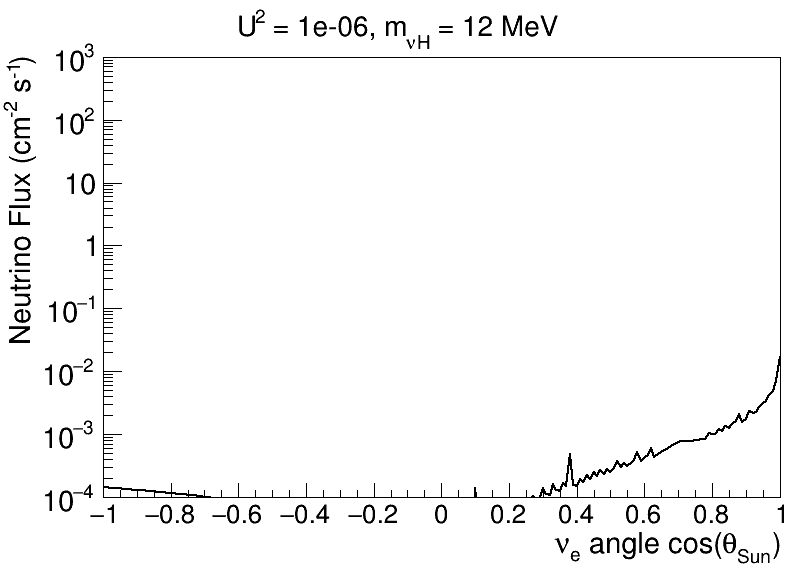 U² = 1e-06, m_νH = 12 MeV
Neutrino Flux (cm⁻² s⁻¹)
10³
10²
10
1
10⁻¹
10⁻²
10⁻³
10⁻⁴
−1 −0.8 −0.6 −0.4 −0.2 0 0.2 0.4 0.6 0.8 1
ν_e angle cos(θ_Sun)